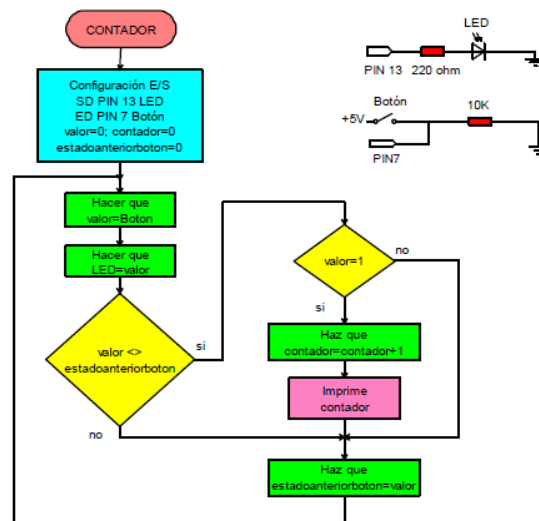 CONTADOR
Configuración E/S
SD PIN 13 LED
ED PIN 7 Botón
valor=0; contador=0
estadoanteriorboton=0
LED
PIN 13
220 ohm
Botón
+5V
10K
PIN7
Hacer que
valor=Boton
Hacer que
LED=valor
valor <>
estadoanteriorboton
si
no
valor=1
no
si
Haz que
contador=contador+1
Imprime
contador
Haz que
estadoanteriorboton=valor